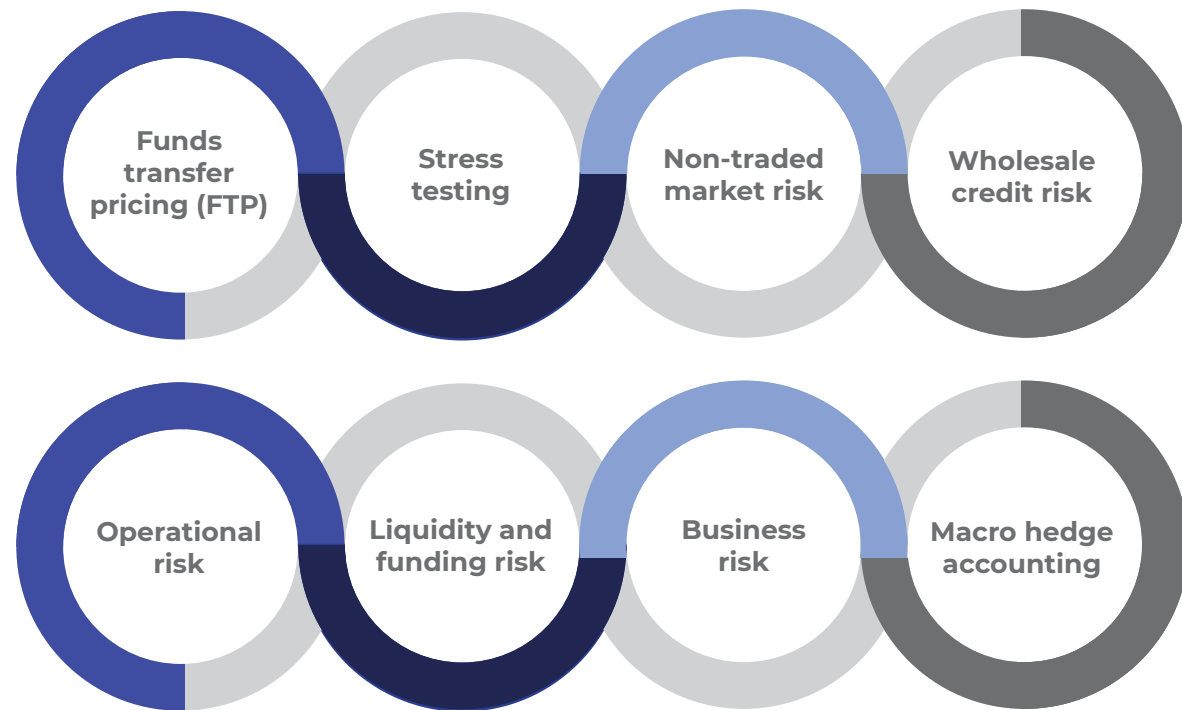 Funds
transfer
pricing (FTP)
Stress
testing
Non-traded
market risk
Wholesale
credit risk
Operational
risk
Liquidity and
funding risk
Business
risk
Macro hedge
accounting